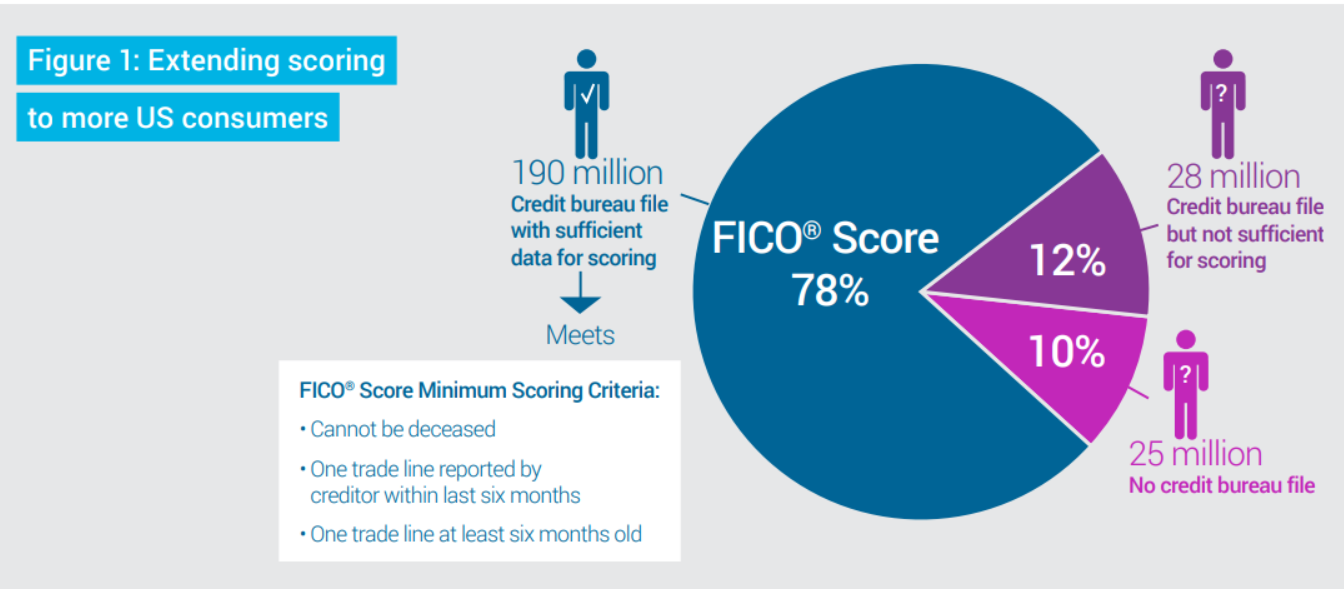 Figure 1: Extending scoring
to more US consumers
190 million
Credit bureau file
with sufficient
data for scoring
Meets
FICO® Score Minimum Scoring Criteria:
• Cannot be deceased
• One trade line reported by
creditor within last six months
• One trade line at least six months old
FICO® Score
78%
12%
10%
?
28 million
Credit bureau file
but not sufficient
for scoring
?
25 million
No credit bureau file